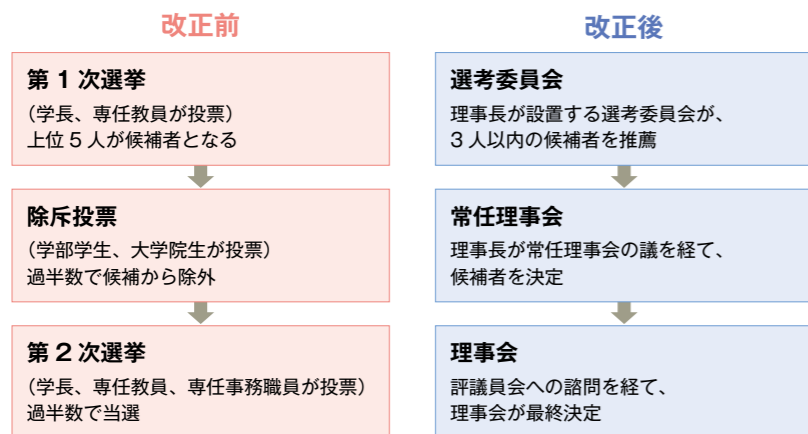 改正前
第 1 次選挙
（学長、専任教員が投票）
上位 5 人が候補者となる
除斥投票
（学部学生、大学院生が投票）
過半数で候補から除外
第 2 次選挙
（学長、専任教員、専任事務職員が投票）
過半数で当選
改正後
選考委員会
理事長が設置する選考委員会が、
3 人以内の候補者を推薦
常任理事会
理事長が常任理事会の議を経て、
候補者を決定
理事会
評議員会への諮問を経て、
理事会が最終決定